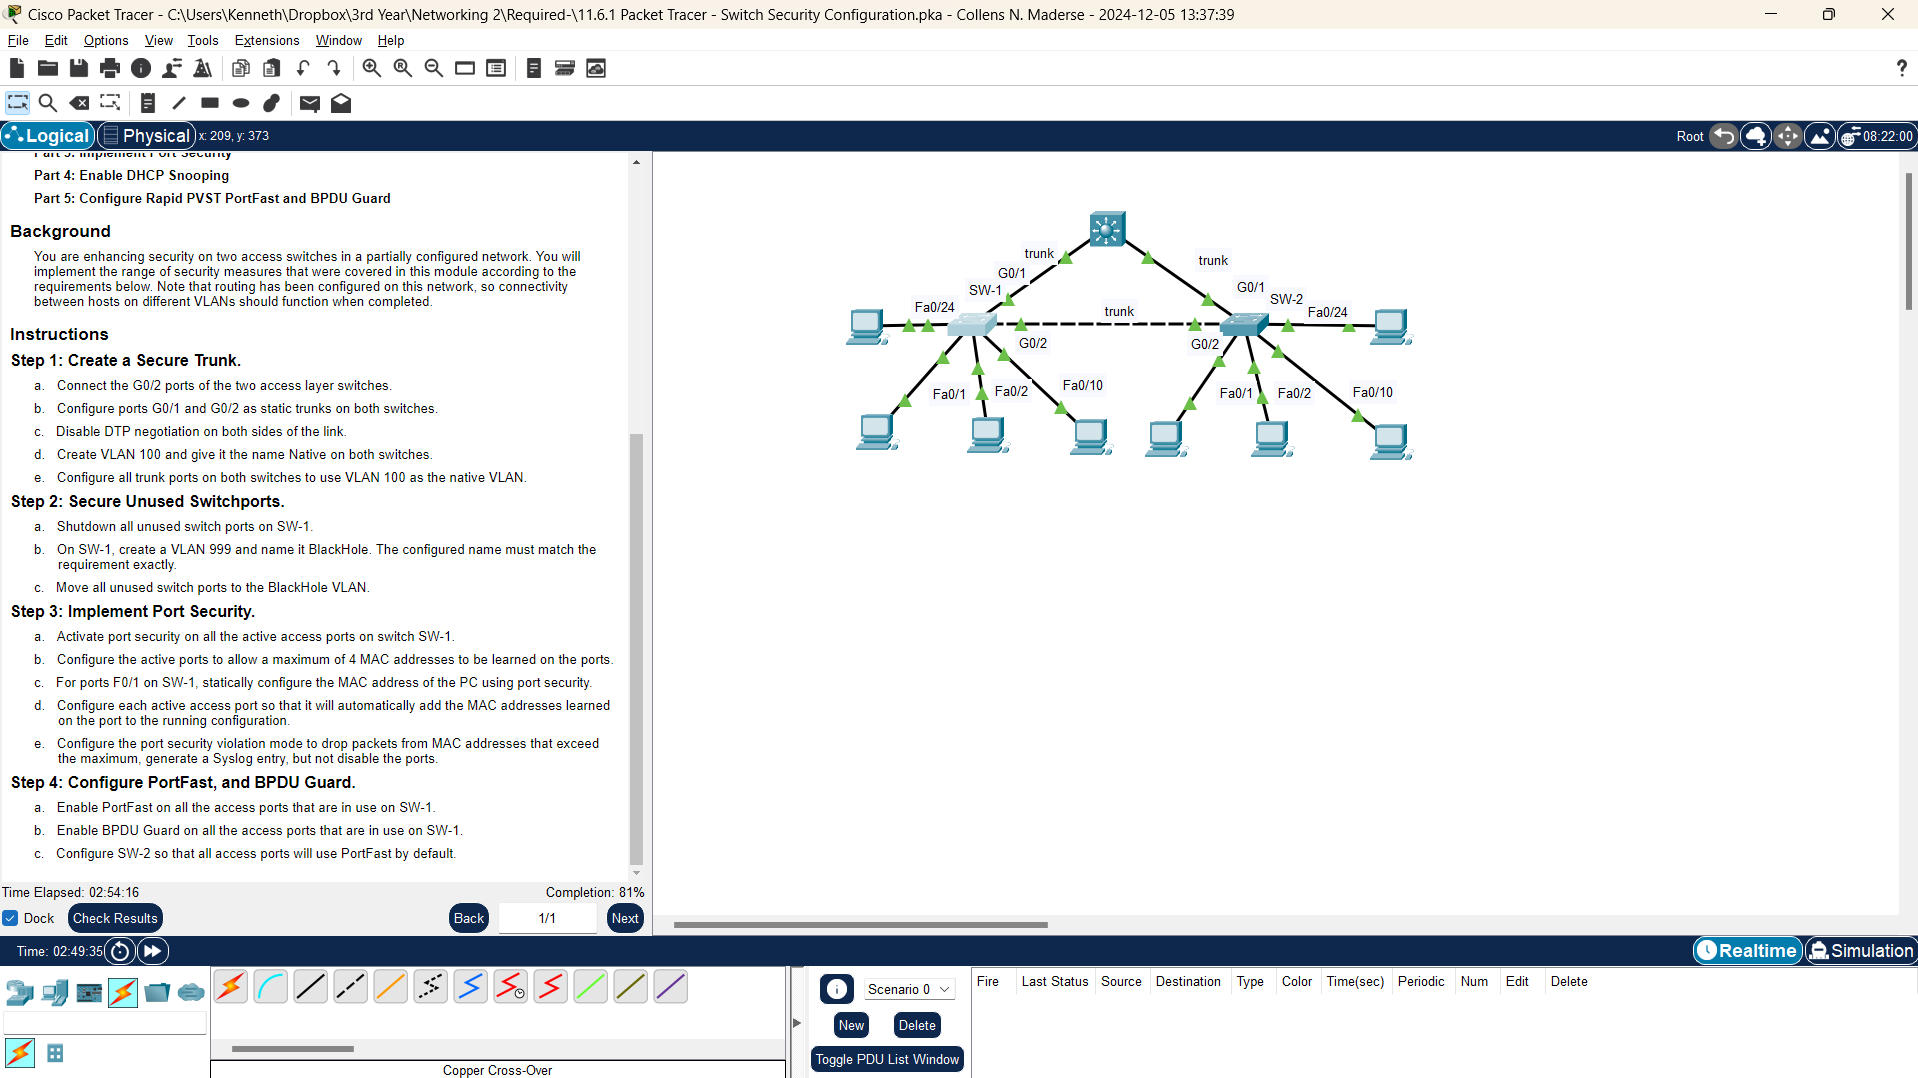 Cisco Packet Tracer - C:\Users\Kenneth\Dropbox\3rd Year\Networking 2\Required-\11.6.1 Packet Tracer - Switch Security Configuration.pka - Collens N. Maderse - 2024-12-05 13:37:39
File Edit Options View Tools Extensions Window Help
?
Logical Physical x: 209, y: 373 Root 08:22:00
Part 3: Implement Port Security
Part 4: Enable DHCP Snooping
Part 5: Configure Rapid PVST PortFast and BPDU Guard
Background
You are enhancing security on two access switches in a partially configured network. You will
implement the range of security measures that were covered in this module according to the
requirements below. Note that routing has been configured on this network, so connectivity
between hosts on different VLANs should function when completed.
Instructions
Step 1: Create a Secure Trunk.
a. Connect the G0/2 ports of the two access layer switches.
b. Configure ports G0/1 and G0/2 as static trunks on both switches.
c. Disable DTP negotiation on both sides of the link.
d. Create VLAN 100 and give it the name Native on both switches.
e. Configure all trunk ports on both switches to use VLAN 100 as the native VLAN.
Step 2: Secure Unused Switchports.
a. Shutdown all unused switch ports on SW-1.
b. On SW-1, create a VLAN 999 and name it BlackHole. The configured name must match the
requirement exactly.
c. Move all unused switch ports to the BlackHole VLAN.
Step 3: Implement Port Security.
a. Activate port security on all the active access ports on switch SW-1.
b. Configure the active ports to allow a maximum of 4 MAC addresses to be learned on the ports.
c. For ports F0/1 on SW-1, statically configure the MAC address of the PC using port security.
d. Configure each active access port so that it will automatically add the MAC addresses learned
on the port to the running configuration.
e. Configure the port security violation mode to drop packets from MAC addresses that exceed
the maximum, generate a Syslog entry, but not disable the ports.
Step 4: Configure PortFast, and BPDU Guard.
a. Enable PortFast on all the access ports that are in use on SW-1.
b. Enable BPDU Guard on all the access ports that are in use on SW-1.
c. Configure SW-2 so that all access ports will use PortFast by default.
Time Elapsed: 02:54:16 Completion: 81%
Dock Check Results Back 1/1 Next
trunk trunk
G0/1 G0/1
SW-1 SW-2
Fa0/24 trunk Fa0/24
G0/2 G0/2
Fa0/1 Fa0/2 Fa0/10 Fa0/1 Fa0/2 Fa0/10
Time: 02:49:35 Realtime Simulation
Scenario 0
New Delete
Toggle PDU List Window
Fire Last Status Source Destination Type Color Time(sec) Periodic Num Edit Delete
Copper Cross-Over